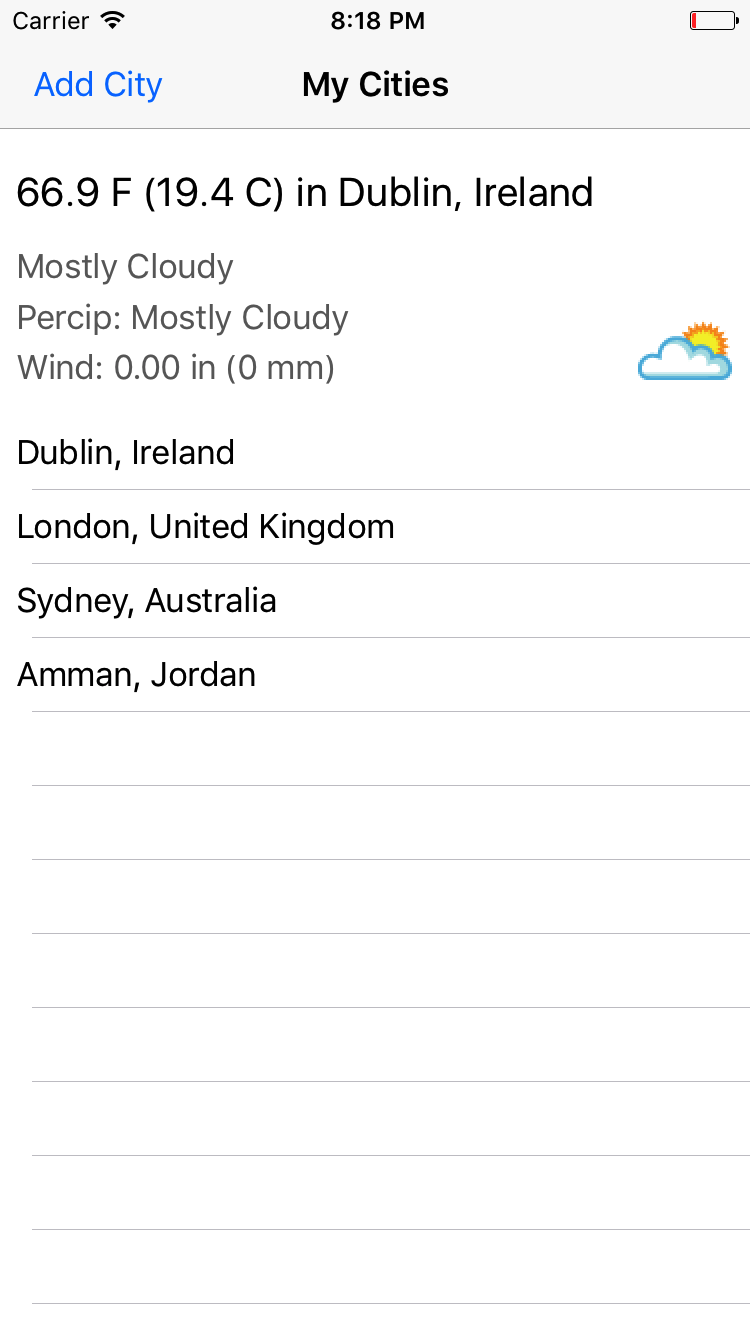 Carrier 8:18 PM
Add City My Cities
66.9 F (19.4 C) in Dublin, Ireland
Mostly Cloudy
Percip: Mostly Cloudy
Wind: 0.00 in (0 mm)
Dublin, Ireland
London, United Kingdom
Sydney, Australia
Amman, Jordan